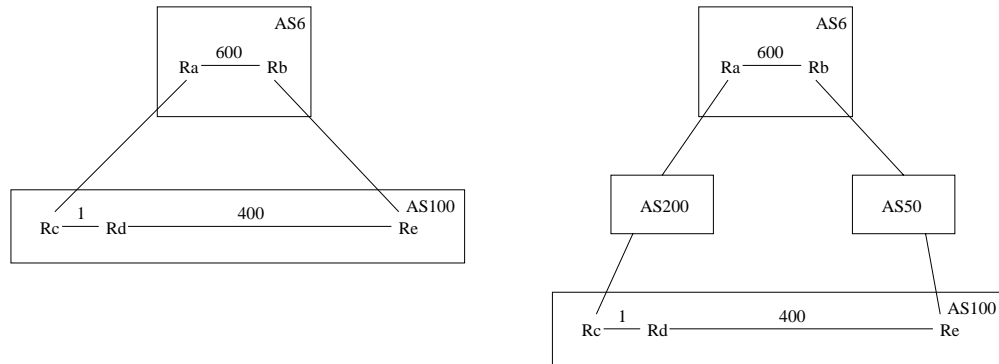 AS6
600
Ra Rb
AS100
1 400
Rc Rd Re
AS6
600
Ra Rb
AS200 AS50
AS100
1 400
Rc Rd Re